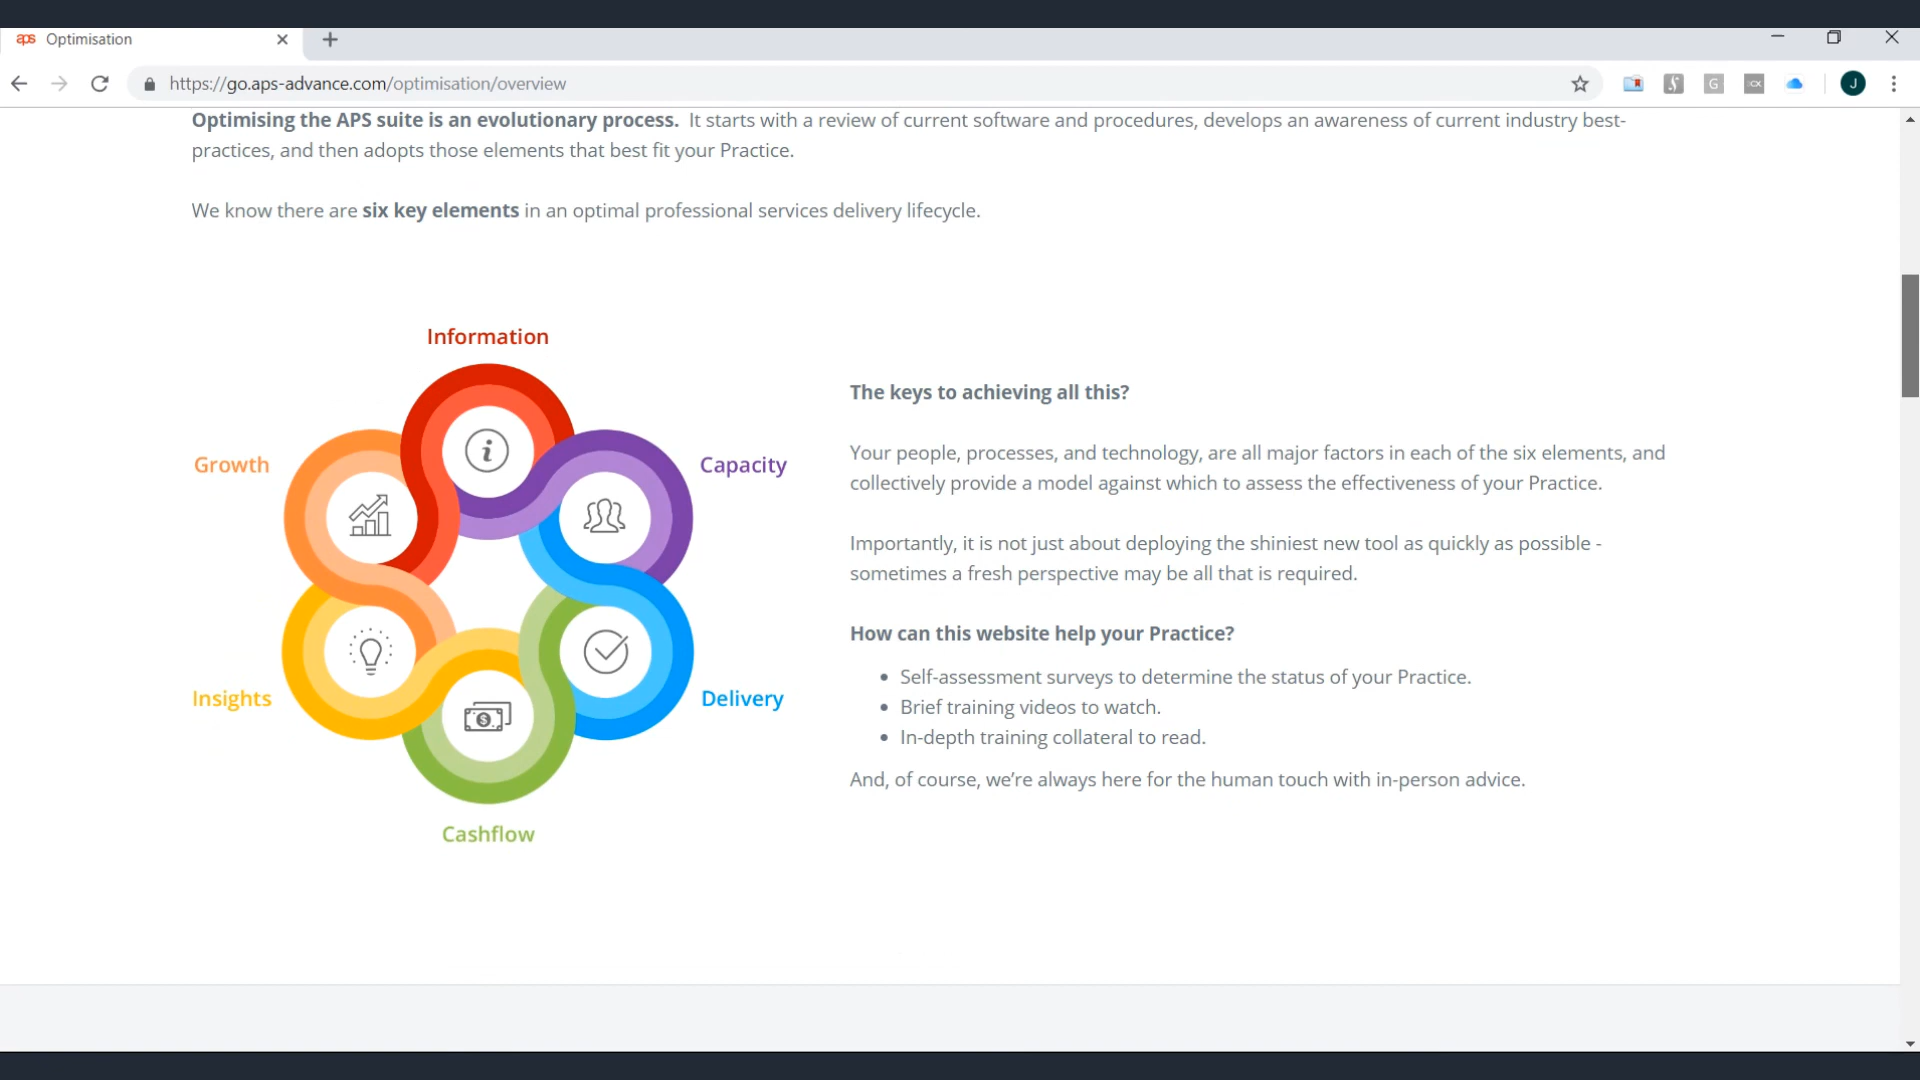 aps Optimisation
https://go.aps-advance.com/optimisation/overview
G
CX
J
Optimising the APS suite is an evolutionary process. It starts with a review of current software and procedures, develops an awareness of current industry best-
practices, and then adopts those elements that best fit your Practice.
We know there are six key elements in an optimal professional services delivery lifecycle.
Information
Growth
Capacity
Insights
Delivery
Cashflow
i
$
The keys to achieving all this?
Your people, processes, and technology, are all major factors in each of the six elements, and
collectively provide a model against which to assess the effectiveness of your Practice.
Importantly, it is not just about deploying the shiniest new tool as quickly as possible -
sometimes a fresh perspective may be all that is required.
How can this website help your Practice?
• Self-assessment surveys to determine the status of your Practice.
• Brief training videos to watch.
• In-depth training collateral to read.
And, of course, we’re always here for the human touch with in-person advice.